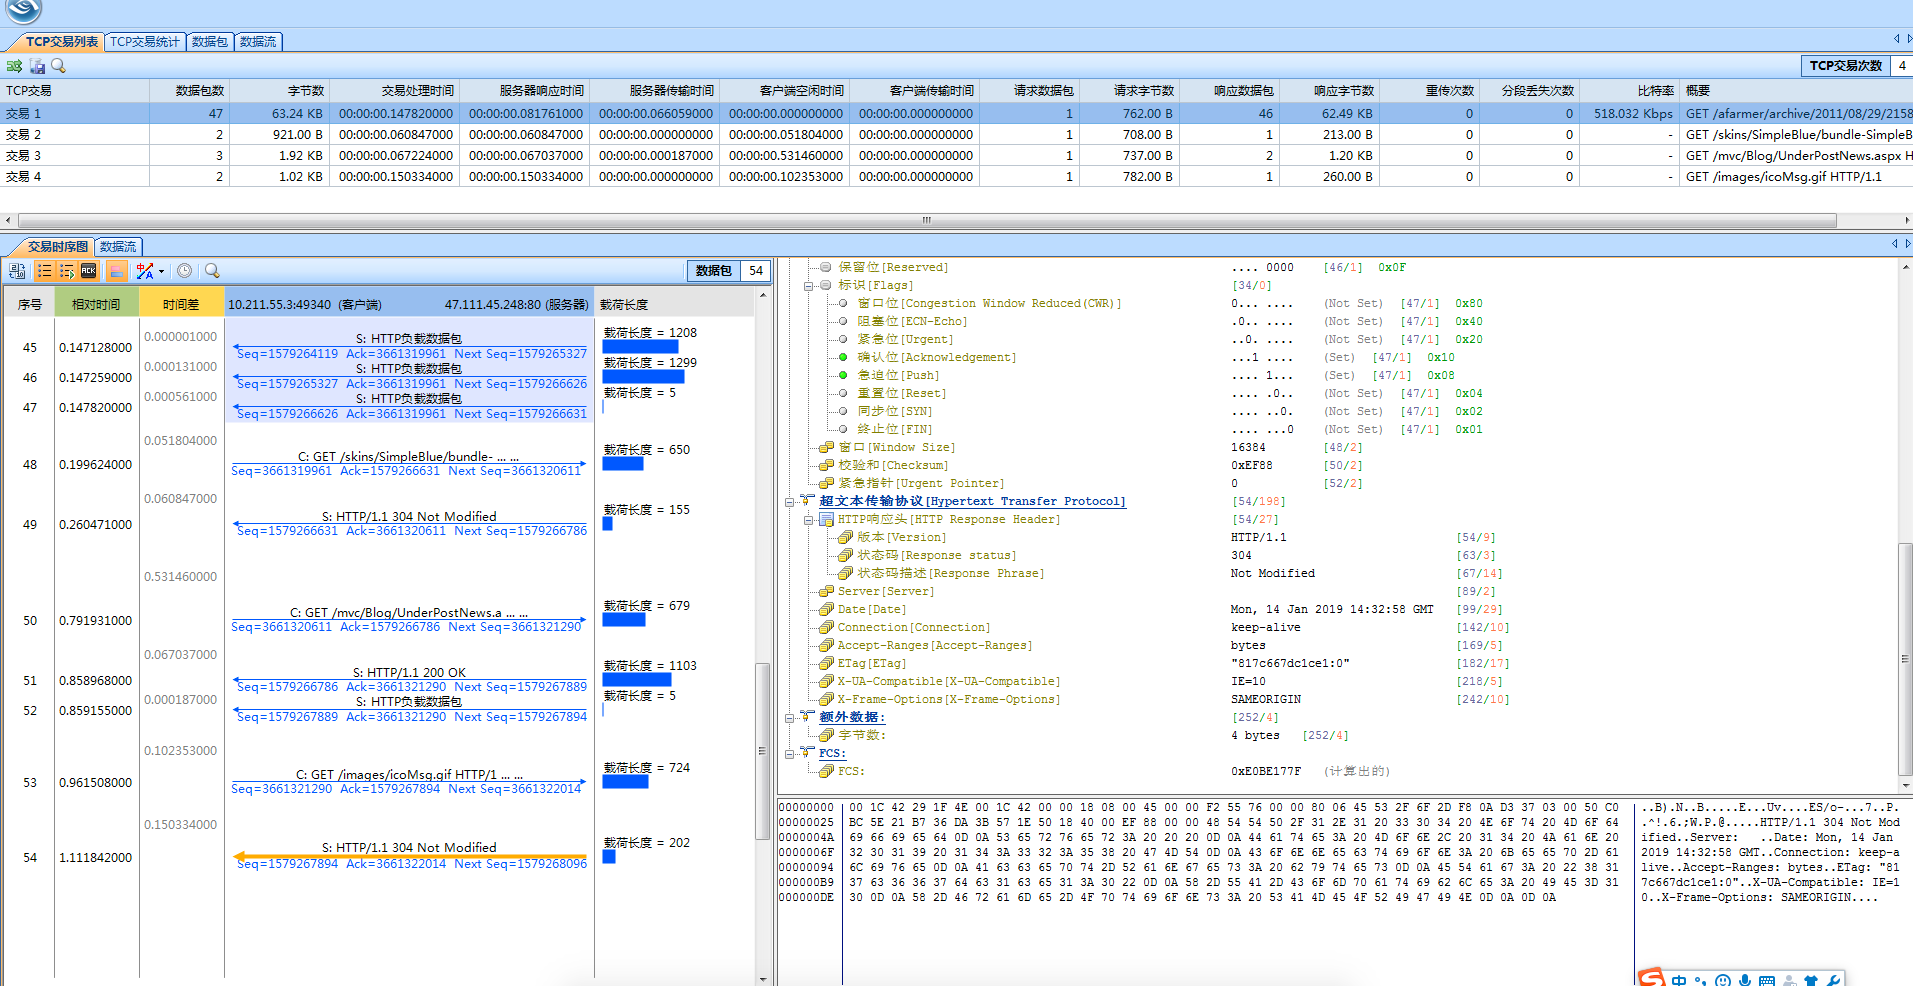 TCP交易列表 TCP交易统计 数据包 数据流
TCP交易次数 4
TCP交易 数据包数 字节数 交易处理时间 服务器响应时间 服务器传输时间 客户端空闲时间 客户端传输时间 请求数据包 请求字节数 响应数据包 响应字节数 重传次数 分段丢失次数 比特率 概要
交易 1 47 63.24 KB 00:00:00.147820000 00:00:00.081761000 00:00:00.066059000 00:00:00.000000000 00:00:00.000000000 1 762.00 B 46 62.49 KB 0 0 518.032 Kbps GET /afarmer/archive/2011/08/29/2158
交易 2 2 921.00 B 00:00:00.060847000 00:00:00.060847000 00:00:00.000000000 00:00:00.051804000 00:00:00.000000000 1 708.00 B 1 213.00 B 0 0 - GET /skins/SimpleBlue/bundle-SimpleB
交易 3 3 1.92 KB 00:00:00.067224000 00:00:00.067037000 00:00:00.000187000 00:00:00.531460000 00:00:00.000000000 1 737.00 B 2 1.20 KB 0 0 - GET /mvc/Blog/UnderPostNews.aspx H
交易 4 2 1.02 KB 00:00:00.150334000 00:00:00.150334000 00:00:00.000000000 00:00:00.102353000 00:00:00.000000000 1 782.00 B 1 260.00 B 0 0 - GET /images/icoMsg.gif HTTP/1.1
交易时序图 数据流
数据包 54
序号 相对时间 时间差 10.211.55.3:49340 (客户端) 47.111.45.248:80 (服务器) 载荷长度
0.000001000
45 0.147128000 S: HTTP负载数据包 载荷长度 = 1208
Seq=1579264119 Ack=3661319961 Next Seq=1579265327
0.000131000
46 0.147259000 S: HTTP负载数据包 载荷长度 = 1299
Seq=1579265327 Ack=3661319961 Next Seq=1579266626
0.000561000
47 0.147820000 S: HTTP负载数据包 载荷长度 = 5
Seq=1579266626 Ack=3661319961 Next Seq=1579266631
0.051804000
48 0.199624000 C: GET /skins/SimpleBlue/bundle- ... ... 载荷长度 = 650
Seq=3661319961 Ack=1579266631 Next Seq=3661320611
0.060847000
49 0.260471000 S: HTTP/1.1 304 Not Modified 载荷长度 = 155
Seq=1579266631 Ack=3661320611 Next Seq=1579266786
0.531460000
50 0.791931000 C: GET /mvc/Blog/UnderPostNews.a ... ... 载荷长度 = 679
Seq=3661320611 Ack=1579266786 Next Seq=3661321290
0.067037000
51 0.858968000 S: HTTP/1.1 200 OK 载荷长度 = 1103
Seq=1579266786 Ack=3661321290 Next Seq=1579267889
0.000187000
52 0.859155000 S: HTTP负载数据包 载荷长度 = 5
Seq=1579267889 Ack=3661321290 Next Seq=1579267894
0.102353000
53 0.961508000 C: GET /images/icoMsg.gif HTTP/1 ... ... 载荷长度 = 724
Seq=3661321290 Ack=1579267894 Next Seq=3661322014
0.150334000
54 1.111842000 S: HTTP/1.1 304 Not Modified 载荷长度 = 202
Seq=1579267894 Ack=3661322014 Next Seq=1579268096
保留位[Reserved] .... 0000 [46/1] 0x0F
标识[Flags] [34/0]
窗口位[Congestion Window Reduced(CWR)] 0... .... (Not Set) [47/1] 0x80
阻塞位[ECN-Echo] .0.. .... (Not Set) [47/1] 0x40
紧急位[Urgent] ..0. .... (Not Set) [47/1] 0x20
确认位[Acknowledgement] ...1 .... (Set) [47/1] 0x10
急迫位[Push] .... 1... (Set) [47/1] 0x08
重置位[Reset] .... .0.. (Not Set) [47/1] 0x04
同步位[SYN] .... ..0. (Not Set) [47/1] 0x02
终止位[FIN] .... ...0 (Not Set) [47/1] 0x01
窗口[Window Size] 16384 [48/2]
校验和[Checksum] 0xEF88 [50/2]
紧急指针[Urgent Pointer] 0 [52/2]
超文本传输协议[Hypertext Transfer Protocol] [54/198]
HTTP响应头[HTTP Response Header] [54/27]
版本[Version] HTTP/1.1 [54/9]
状态码[Response status] 304 [63/3]
状态码描述[Response Phrase] Not Modified [67/14]
Server[Server] [89/2]
Date[Date] Mon, 14 Jan 2019 14:32:58 GMT [99/29]
Connection[Connection] keep-alive [142/10]
Accept-Ranges[Accept-Ranges] bytes [169/5]
ETag[ETag] "817c667dc1ce1:0" [182/17]
X-UA-Compatible[X-UA-Compatible] IE=10 [218/5]
X-Frame-Options[X-Frame-Options] SAMEORIGIN [242/10]
额外数据: [252/4]
字节数: 4 bytes [252/4]
FCS:
FCS: 0xE0BE177F (计算出的)
00000000 00 1C 42 29 1F 4E 00 1C 42 00 00 18 08 00 45 00 00 F2 55 76 00 00 80 06 45 53 2F 6F 2D F8 0A D3 37 03 00 50 C0 ..B).N..B.....E...Uv....ES/o-...7..P.
00000025 BC 5E 21 B7 36 DA 3B 57 1E 50 18 40 00 EF 88 00 00 48 54 54 50 2F 31 2E 31 20 33 30 34 20 4E 6F 74 20 4D 6F 64 .^!.6.;W.P.@.....HTTP/1.1 304 Not Mod
0000004A 69 66 69 65 64 0D 0A 53 65 72 76 65 72 3A 20 20 20 0D 0A 44 61 74 65 3A 20 4D 6F 6E 2C 20 31 34 20 4A 61 6E 20 ified..Server:   ..Date: Mon, 14 Jan
0000006F 32 30 31 39 20 31 34 3A 33 32 3A 35 38 20 47 4D 54 0D 0A 43 6F 6E 6E 65 63 74 69 6F 6E 3A 20 6B 65 65 70 2D 61 2019 14:32:58 GMT..Connection: keep-a
00000094 6C 69 76 65 0D 0A 41 63 63 65 70 74 2D 52 61 6E 67 65 73 3A 20 62 79 74 65 73 0D 0A 45 54 61 67 3A 20 22 38 31 live..Accept-Ranges: bytes..ETag: "81
000000B9 37 63 36 36 37 64 63 31 63 65 31 3A 30 22 0D 0A 58 2D 55 41 2D 43 6F 6D 70 61 74 69 62 6C 65 3A 20 49 45 3D 31 7c667dc1ce1:0"..X-UA-Compatible: IE=1
000000DE 30 0D 0A 58 2D 46 72 61 6D 65 2D 4F 70 74 69 6F 6E 73 3A 20 53 41 4D 45 4F 52 49 47 49 4E 0D 0A 0D 0A 0..X-Frame-Options: SAMEORIGIN....
中